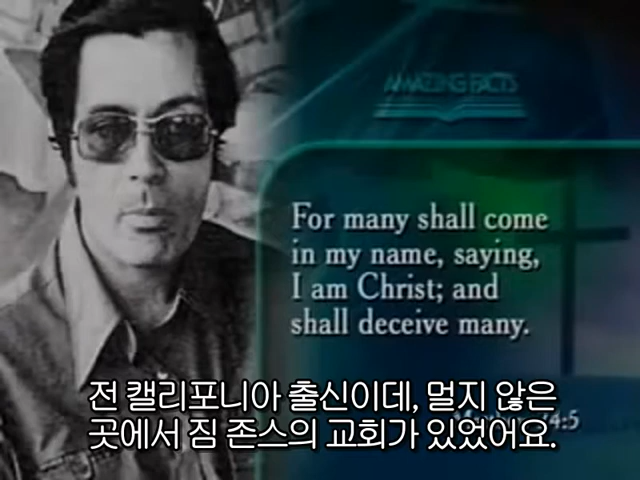 AMAZING FACTS
For many shall come
in my name, saying,
I am Christ; and
shall deceive many.
4:5
전 캘리포니아 출신이데, 멀지 않은
곳에서 짐 존스의 교회가 있었어요.